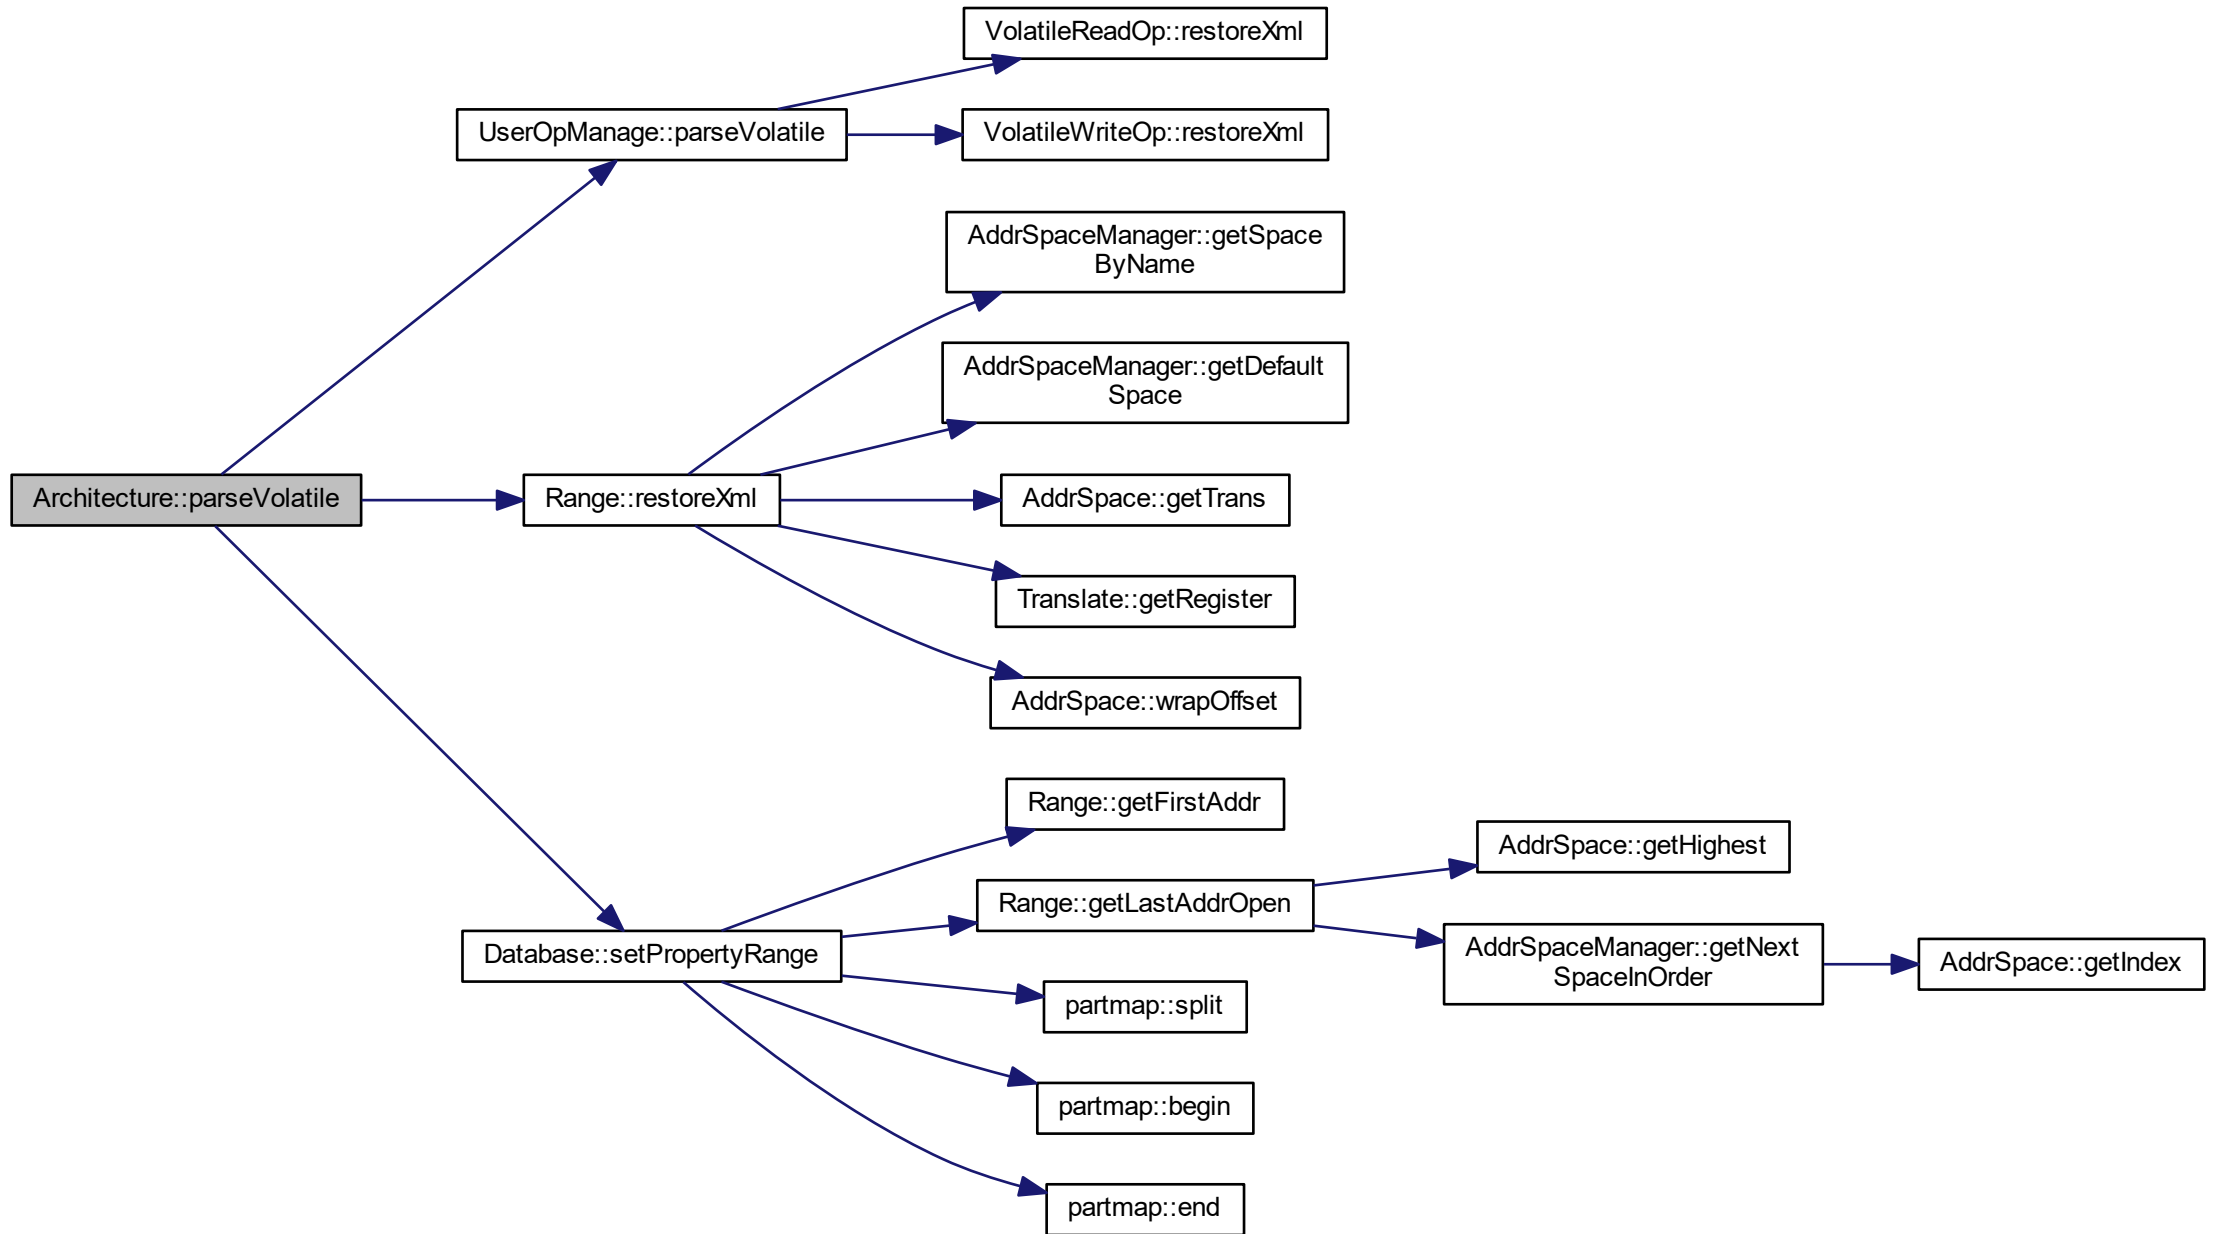 VolatileReadOp::restoreXml
UserOpManage::parseVolatile
VolatileWriteOp::restoreXml
AddrSpaceManager::getSpace
ByName
AddrSpaceManager::getDefault
Space
Architecture::parseVolatile
Range::restoreXml
AddrSpace::getTrans
Translate::getRegister
AddrSpace::wrapOffset
Range::getFirstAddr
AddrSpace::getHighest
Range::getLastAddrOpen
Database::setPropertyRange
AddrSpaceManager::getNext
SpaceInOrder
AddrSpace::getIndex
partmap::split
partmap::begin
partmap::end